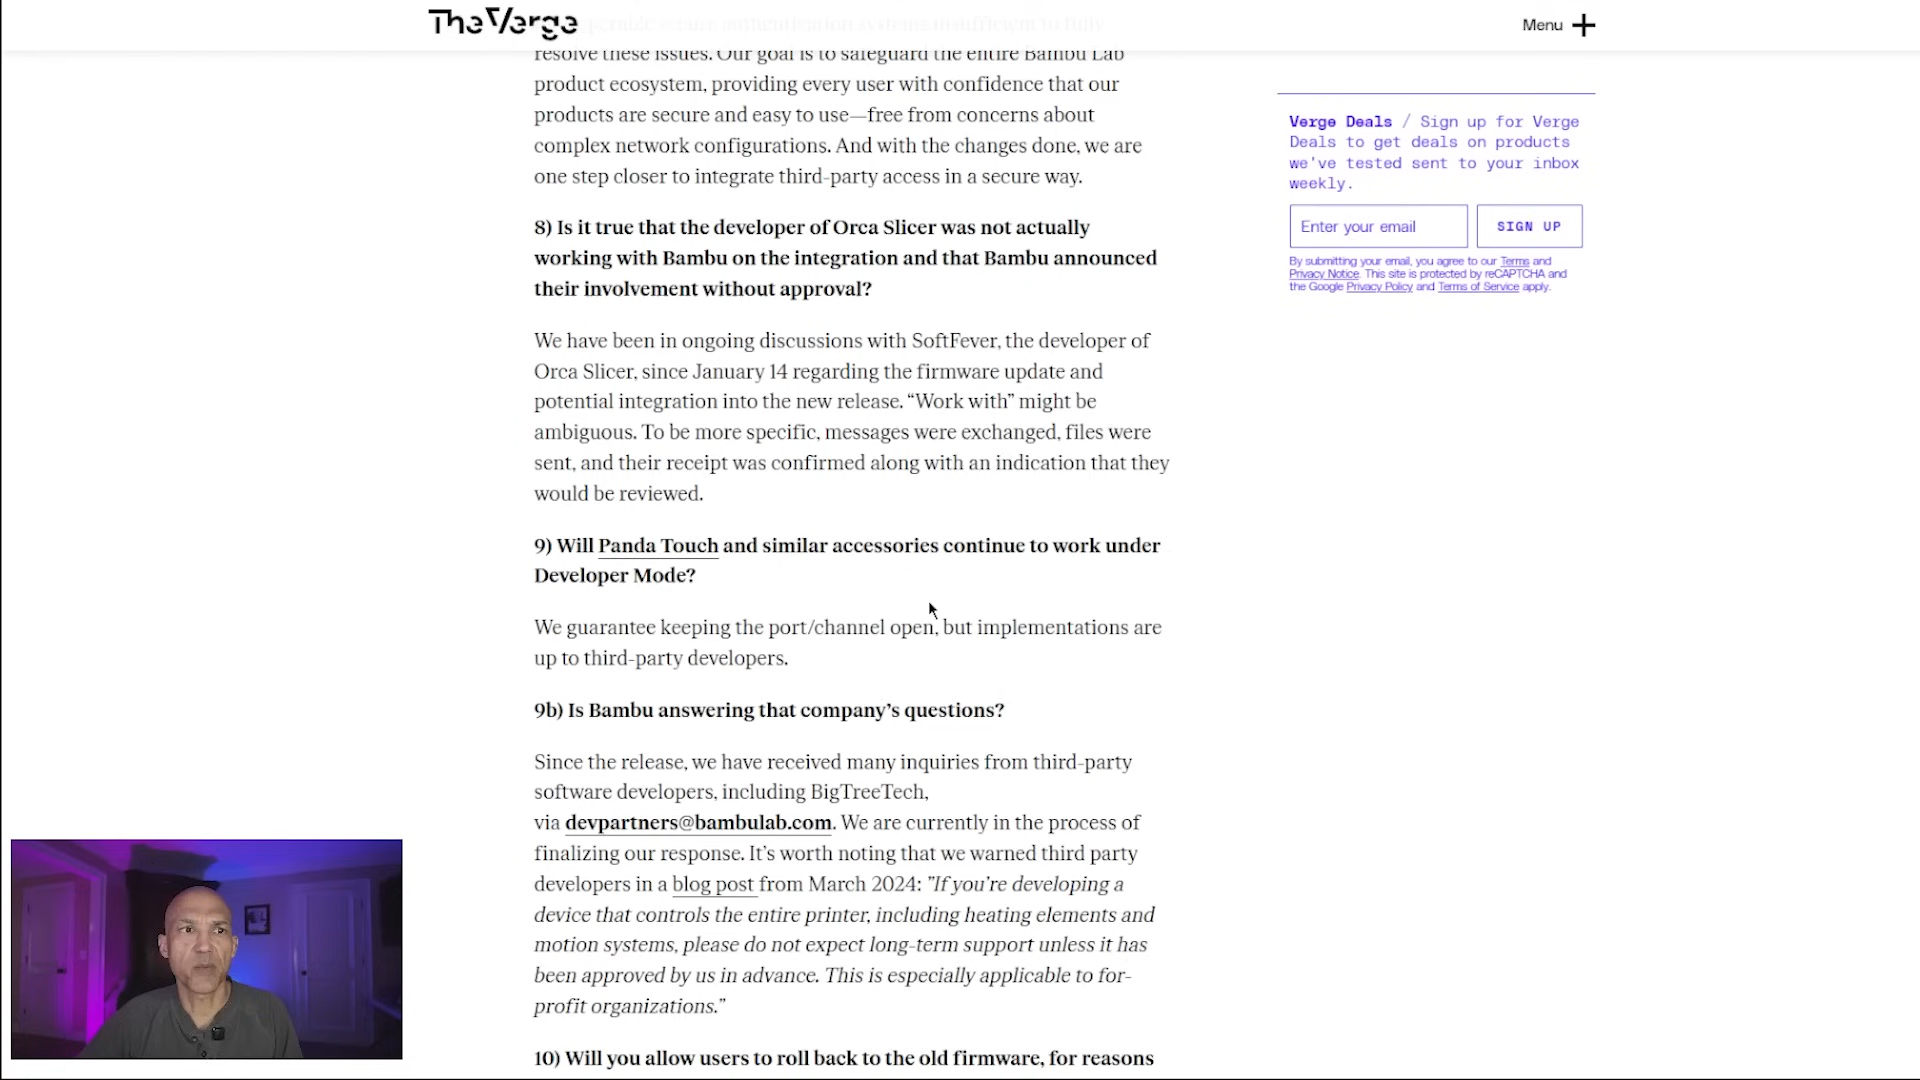 The Verge
Menu
resolve these issues. Our goal is to safeguard the entire Bambu Lab
product ecosystem, providing every user with confidence that our
products are secure and easy to use—free from concerns about
complex network configurations. And with the changes done, we are
one step closer to integrate third-party access in a secure way.
8) Is it true that the developer of Orca Slicer was not actually
working with Bambu on the integration and that Bambu announced
their involvement without approval?
We have been in ongoing discussions with SoftFever, the developer of
Orca Slicer, since January 14 regarding the firmware update and
potential integration into the new release. “Work with” might be
ambiguous. To be more specific, messages were exchanged, files were
sent, and their receipt was confirmed along with an indication that they
would be reviewed.
9) Will Panda Touch and similar accessories continue to work under
Developer Mode?
We guarantee keeping the port/channel open, but implementations are
up to third-party developers.
9b) Is Bambu answering that company’s questions?
Since the release, we have received many inquiries from third-party
software developers, including BigTreeTech,
via devpartners@bambulab.com. We are currently in the process of
finalizing our response. It’s worth noting that we warned third party
developers in a blog post from March 2024: ”If you’re developing a
device that controls the entire printer, including heating elements and
motion systems, please do not expect long-term support unless it has
been approved by us in advance. This is especially applicable to for-
profit organizations.”
10) Will you allow users to roll back to the old firmware, for reasons
Verge Deals / Sign up for Verge
Deals to get deals on products
we've tested sent to your inbox
weekly.
Enter your email
SIGN UP
By submitting your email, you agree to our Terms and
Privacy Notice. This site is protected by reCAPTCHA and
the Google Privacy Policy and Terms of Service apply.